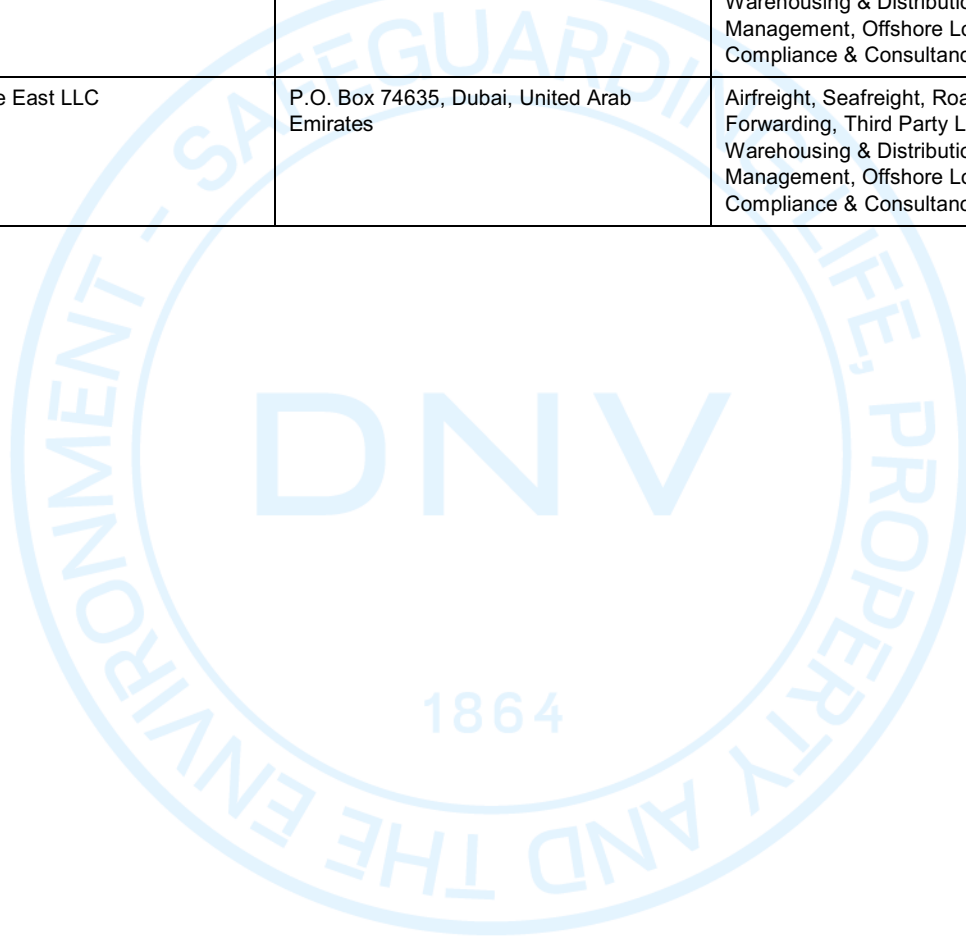 Warehousing & Distributio
Management, Offshore Lo
Compliance & Consultanc
e East LLC
P.O. Box 74635, Dubai, United Arab
Emirates
Airfreight, Seafreight, Roa
Forwarding, Third Party L
Warehousing & Distributio
Management, Offshore Lo
Compliance & Consultanc
SAFEGUARDING LIFE, PROPERTY AND THE ENVIRONMENT -
DNV
1864